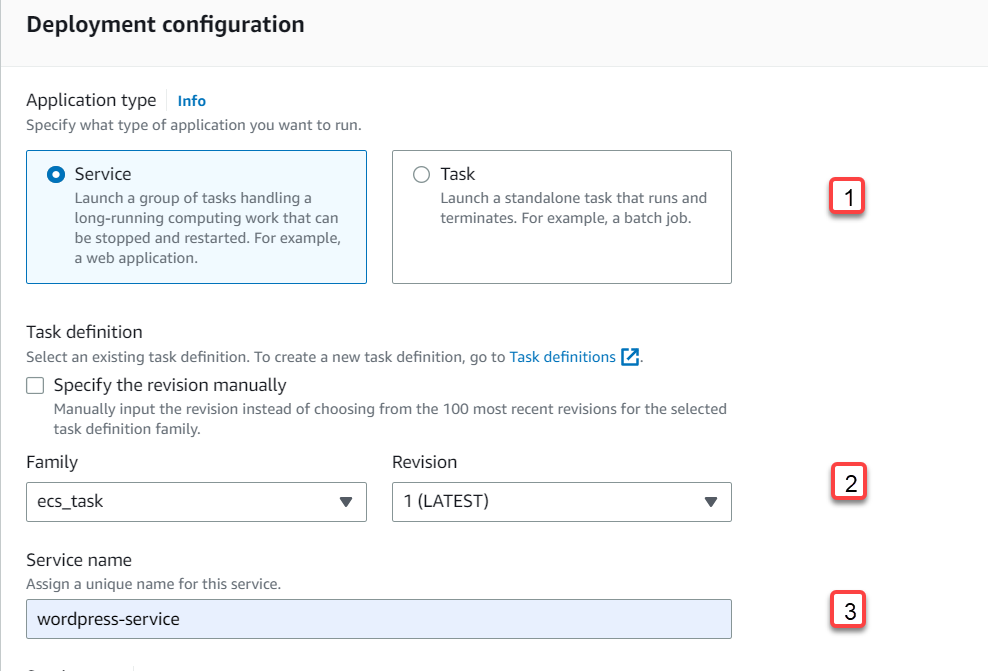 Deployment configuration
Application type Info
Specify what type of application you want to run.
Service
Launch a group of tasks handling a
long-running computing work that can
be stopped and restarted. For example,
a web application.
Task
Launch a standalone task that runs and
terminates. For example, a batch job.
1
Task definition
Select an existing task definition. To create a new task definition, go to Task definitions.
Specify the revision manually
Manually input the revision instead of choosing from the 100 most recent revisions for the selected
task definition family.
Family
ecs_task
Revision
1 (LATEST)
2
Service name
Assign a unique name for this service.
wordpress-service
3